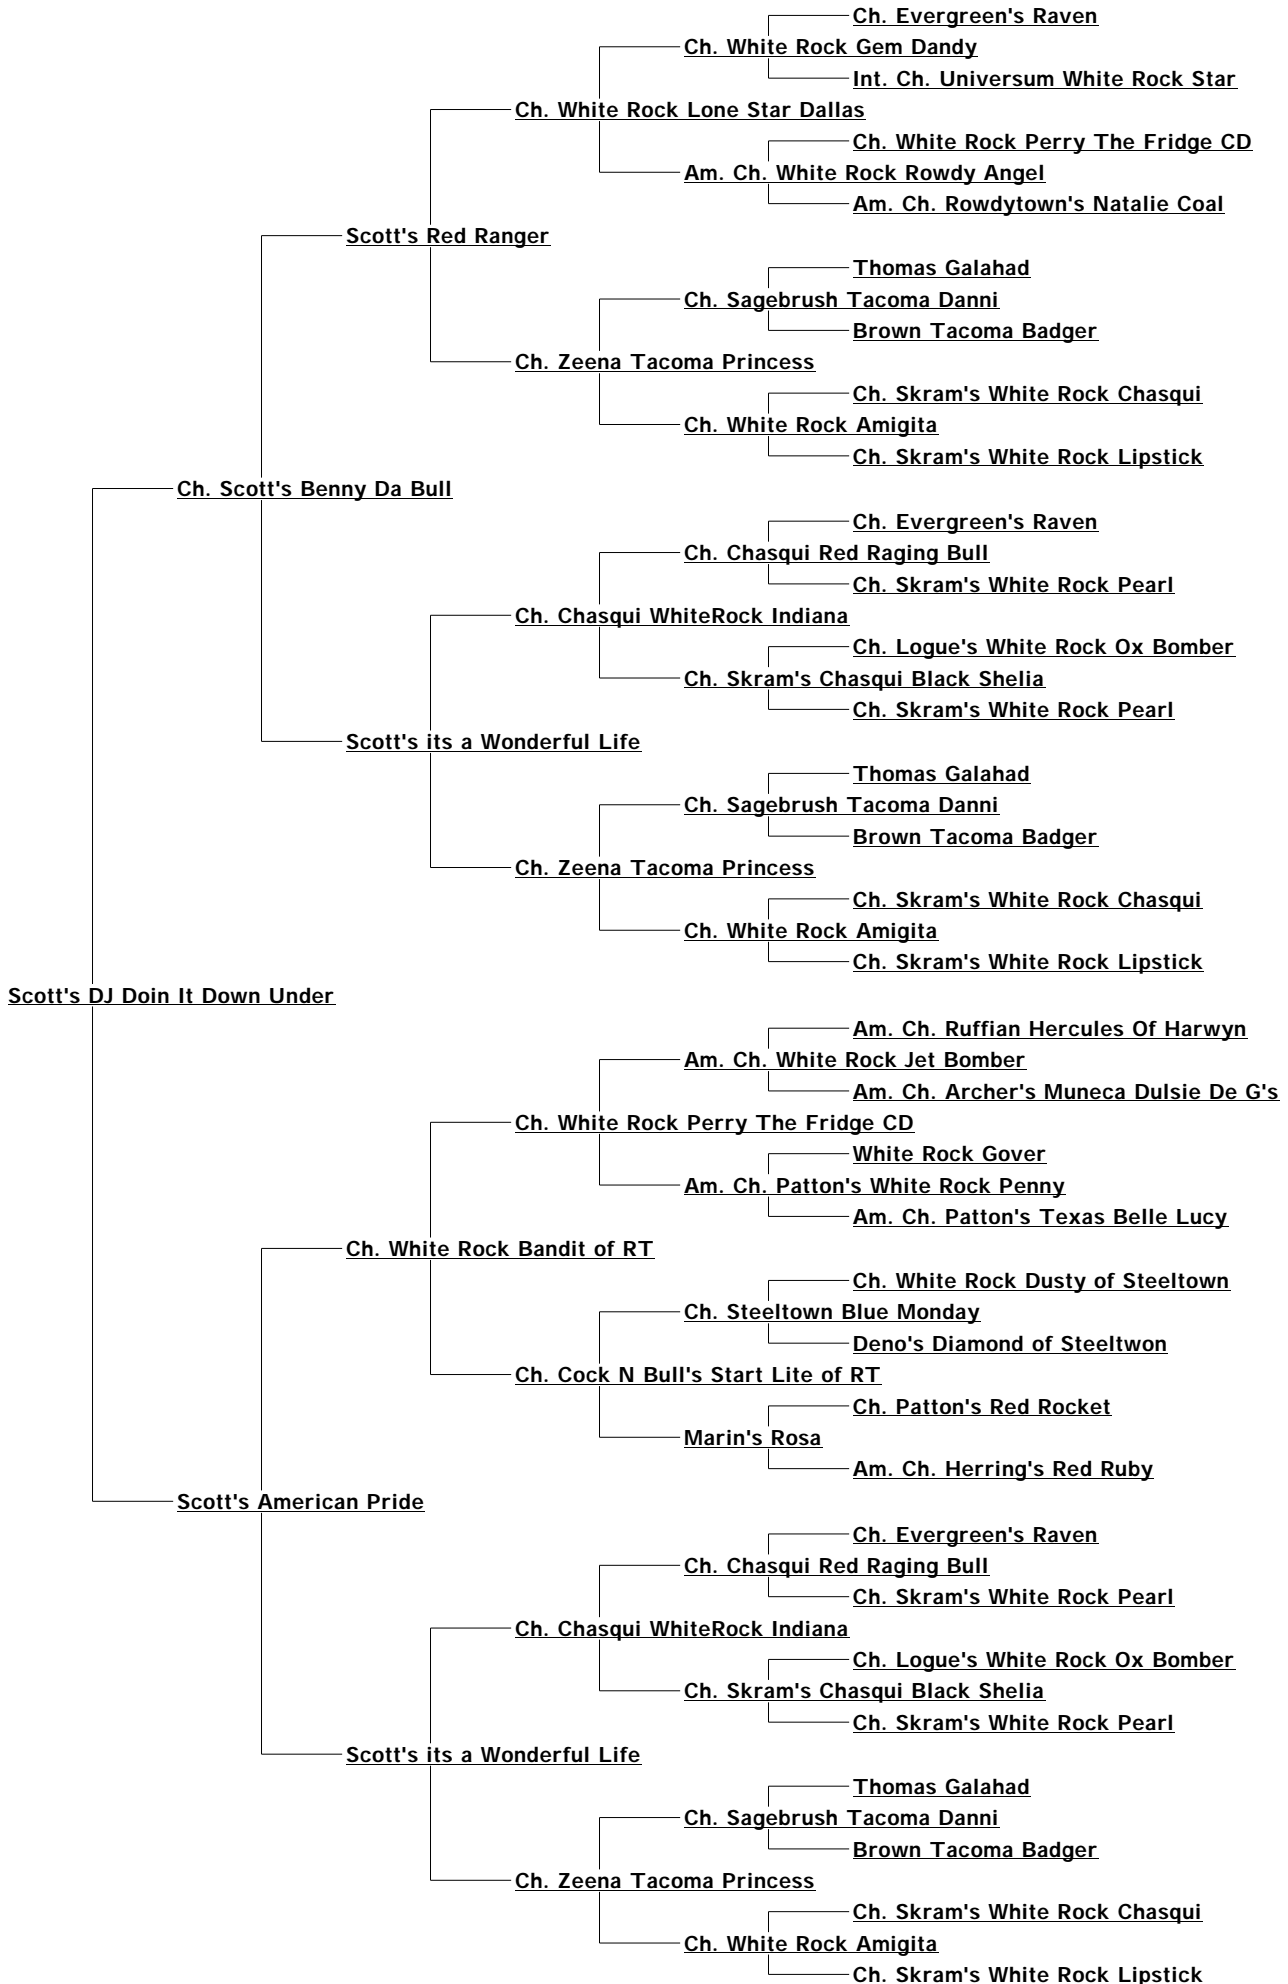 Ch. Evergreen's Raven
Ch. White Rock Gem Dandy
Int. Ch. Universum White Rock Star
Ch. White Rock Lone Star Dallas
Ch. White Rock Perry The Fridge CD
Am. Ch. White Rock Rowdy Angel
Am. Ch. Rowdytown's Natalie Coal
Scott's Red Ranger
Thomas Galahad
Ch. Sagebrush Tacoma Danni
Brown Tacoma Badger
Ch. Zeena Tacoma Princess
Ch. Skram's White Rock Chasqui
Ch. White Rock Amigita
Ch. Skram's White Rock Lipstick
Ch. Scott's Benny Da Bull
Ch. Evergreen's Raven
Ch. Chasqui Red Raging Bull
Ch. Skram's White Rock Pearl
Ch. Chasqui WhiteRock Indiana
Ch. Logue's White Rock Ox Bomber
Ch. Skram's Chasqui Black Shelia
Ch. Skram's White Rock Pearl
Scott's its a Wonderful Life
Thomas Galahad
Ch. Sagebrush Tacoma Danni
Brown Tacoma Badger
Ch. Zeena Tacoma Princess
Ch. Skram's White Rock Chasqui
Ch. White Rock Amigita
Ch. Skram's White Rock Lipstick
Scott's DJ Doin It Down Under
Am. Ch. Ruffian Hercules Of Harwyn
Am. Ch. White Rock Jet Bomber
Am. Ch. Archer's Muneca Dulsie De G's
Ch. White Rock Perry The Fridge CD
White Rock Gover
Am. Ch. Patton's White Rock Penny
Am. Ch. Patton's Texas Belle Lucy
Ch. White Rock Bandit of RT
Ch. White Rock Dusty of Steeltown
Ch. Steeltown Blue Monday
Deno's Diamond of Steeltwon
Ch. Cock N Bull's Start Lite of RT
Ch. Patton's Red Rocket
Marin's Rosa
Am. Ch. Herring's Red Ruby
Scott's American Pride
Ch. Evergreen's Raven
Ch. Chasqui Red Raging Bull
Ch. Skram's White Rock Pearl
Ch. Chasqui WhiteRock Indiana
Ch. Logue's White Rock Ox Bomber
Ch. Skram's Chasqui Black Shelia
Ch. Skram's White Rock Pearl
Scott's its a Wonderful Life
Thomas Galahad
Ch. Sagebrush Tacoma Danni
Brown Tacoma Badger
Ch. Zeena Tacoma Princess
Ch. Skram's White Rock Chasqui
Ch. White Rock Amigita
Ch. Skram's White Rock Lipstick